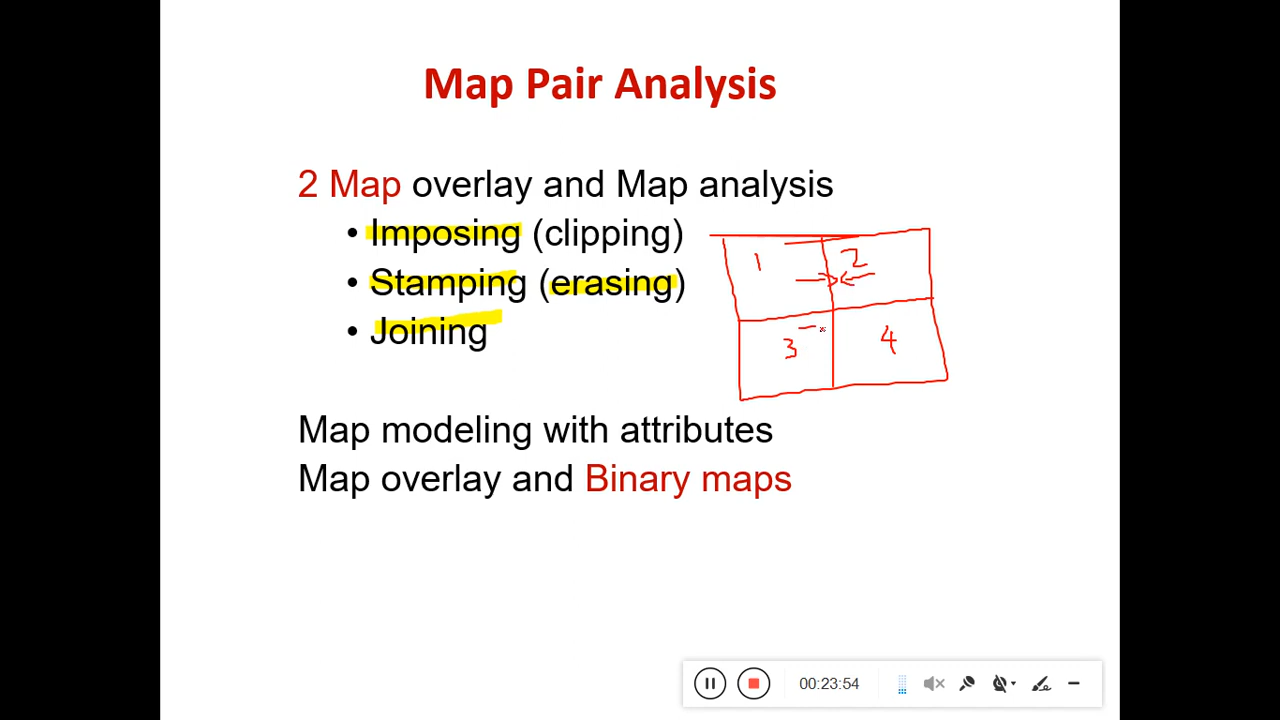 Map Pair Analysis
2 Map overlay and Map analysis
• Imposing (clipping)
• Stamping (erasing)
• Joining
1 2
3 4
Map modeling with attributes
Map overlay and Binary maps
00:23:54